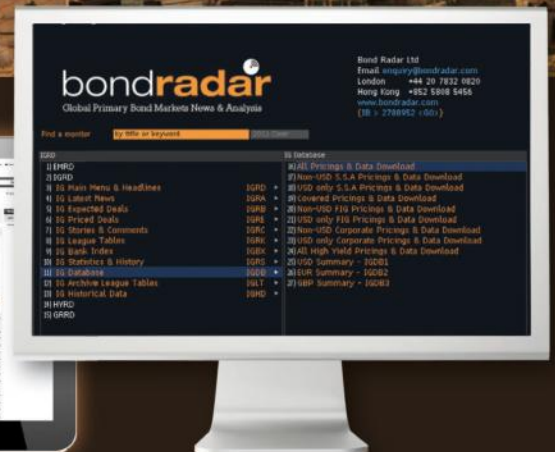 bondradar
Global Primary Bond Markets News & Analysis
Bond Radar Ltd
Email enquiry@bondradar.com
London +44 20 7832 0820
Hong Kong +852 5808 5456
www.bondradar.com
{IB > 2708952 <GO>}
Find a monitor by title or keyword
IGRD
1) EMRD
2) IGRD
3) IG Main Menu & Headlines IGRD
4) IG Latest News IGRA
5) IG Expected Deals IGRB
6) IG Priced Deals IGRE
7) IG Stories & Comments IGRC
8) IG League Tables IGRK
9) IG Bank Index IGBX
10) IG Statistics & History IGRS
11) IG Database IGDB
12) IG Archive League Tables IGLT
13) IG Historical Data IGHD
14) HYRD
15) GRRD
IG Database
16) All Pricings & Data Download
17) Non-USD S.S.A Pricings & Data Download
18) USD only S.S.A Pricings & Data Download
19) Covered Pricings & Data Download
20) Non-USD FIG Pricings & Data Download
21) USD only FIG Pricings & Data Download
22) Non-USD Corporate Pricings & Data Download
23) USD only Corporate Pricings & Data Download
24) All High Yield Pricings & Data Download
25) USD Summary - IGDB1
26) EUR Summary - IGDB2
27) GBP Summary - IGDB3